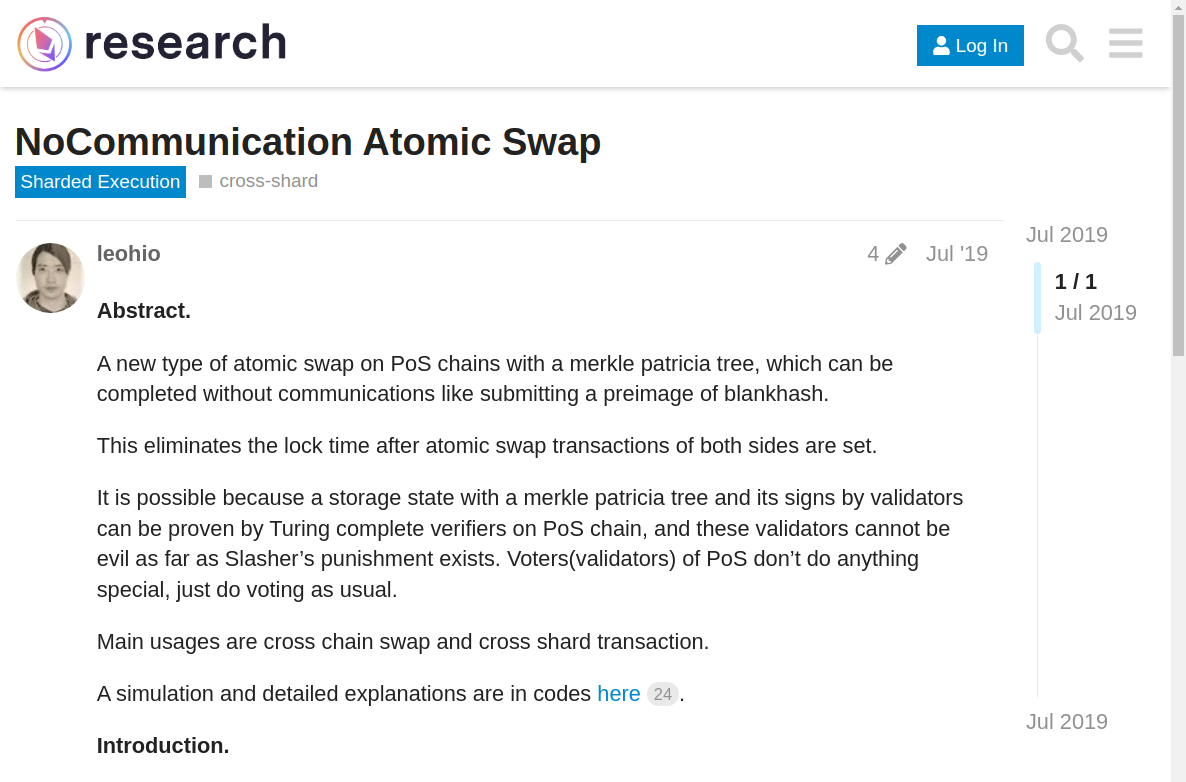 research
Log In
NoCommunication Atomic Swap
Sharded Execution cross-shard
leohio
4 Jul '19
Abstract.
A new type of atomic swap on PoS chains with a merkle patricia tree, which can be
completed without communications like submitting a preimage of blankhash.
This eliminates the lock time after atomic swap transactions of both sides are set.
It is possible because a storage state with a merkle patricia tree and its signs by validators
can be proven by Turing complete verifiers on PoS chain, and these validators cannot be
evil as far as Slasher’s punishment exists. Voters(validators) of PoS don’t do anything
special, just do voting as usual.
Main usages are cross chain swap and cross shard transaction.
A simulation and detailed explanations are in codes here 24 .
Introduction.
Jul 2019
1 / 1
Jul 2019
Jul 2019